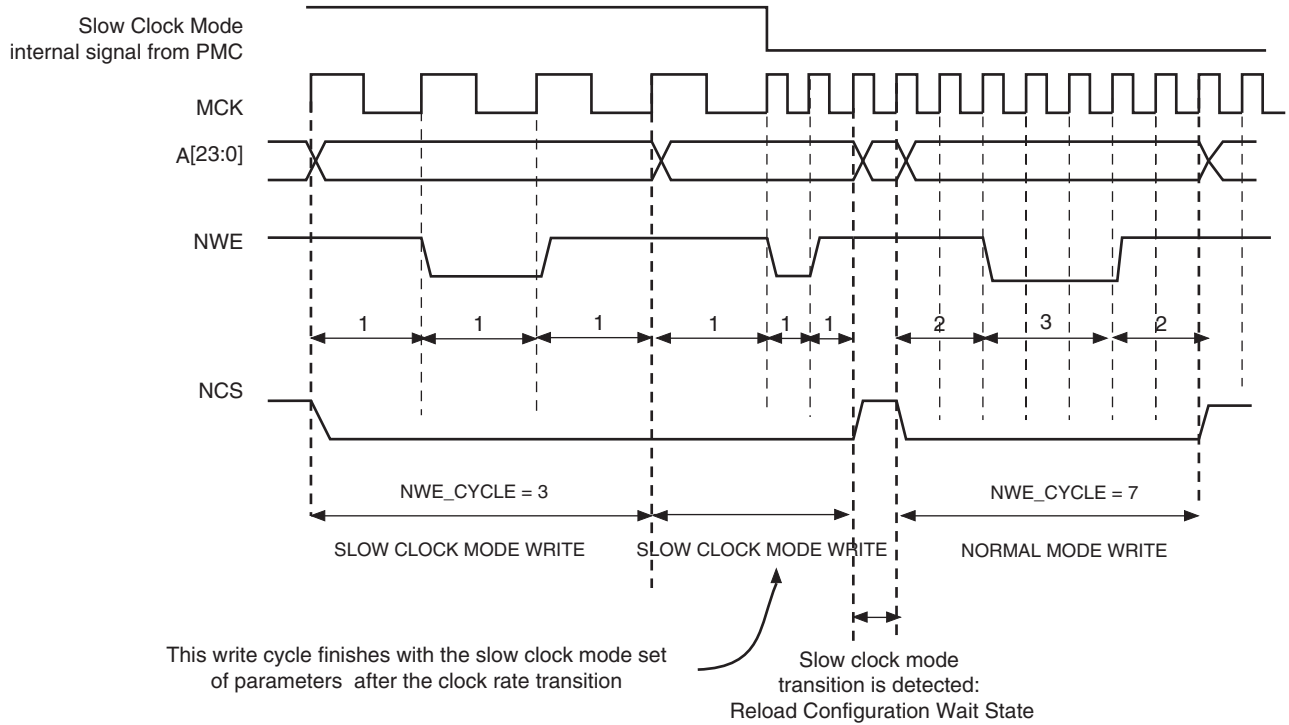 Slow Clock Mode
internal signal from PMC
MCK
A[23:0]
NWE
1 1 1 1 1 1 2 3 2
NCS
NWE_CYCLE = 3 NWE_CYCLE = 7
SLOW CLOCK MODE WRITE SLOW CLOCK MODE WRITE NORMAL MODE WRITE
This write cycle finishes with the slow clock mode set
of parameters after the clock rate transition
Slow clock mode
transition is detected:
Reload Configuration Wait State